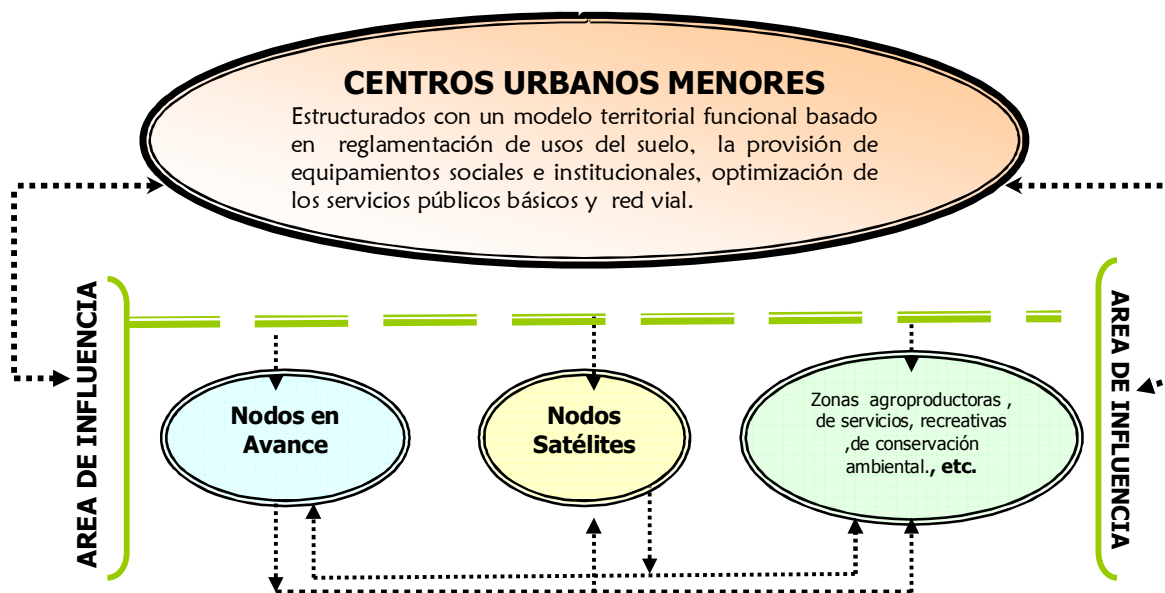 CENTROS URBANOS MENORES
Estructurados con un modelo territorial funcional basado
en reglamentación de usos del suelo, la provisión de
equipamientos sociales e institucionales, optimización de
los servicios públicos básicos y red vial.
AREA DE INFLUENCIA
Nodos en
Avance
Nodos
Satélites
Zonas agroproductoras ,
de servicios, recreativas
,de conservación
ambiental., etc.
AREA DE INFLUENCIA